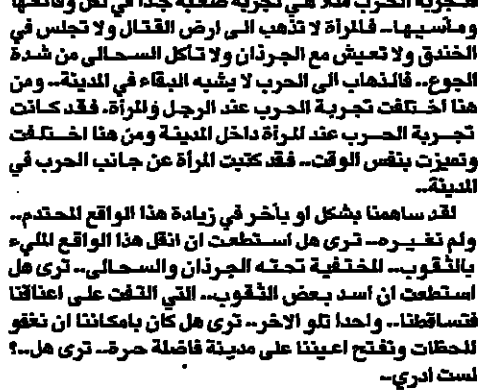 فتجربة الحرب مثلا هي تجربة صعبة جدا في نقل وقائعها
ومآسيها.. فالمرأة لا تذهب الى ارض القتال ولا تجلس في
الخندق ولا تعيش مع الجرذان ولا تأكل السحالى من شدة
الجوع.. فالذهاب الى الحرب لا يشبه البقاء في المدينة.. ومن
هنا اختلفت تجربة الحرب عند الرجل والمرأة. فقد كانت
تجربة الحرب عند المرأة داخل المدينة ومن هنا اختلفت
وتميزت بنفس الوقت.. فقد كتبت المرأة عن جانب الحرب في
المدينة..
لقد ساهمنا بشكل او بآخر في زيادة هذا الواقع المحتدم..
ولم نغيره.. ترى هل استطعت ان انقل هذا الواقع المليء
بالثقوب.. المختفية تحته الجرذان والسحالى.. ترى هل
استطعت ان اسد بعض الثقوب.. التي التفت على اعناقنا
فتساقطنا.. واحدا تلو الاخر.. ترى هل كان بامكاننا ان نغفو
للحظات ونفتح اعيننا على مدينة فاضلة حرة.. ترى هل..؟
لست ادري..